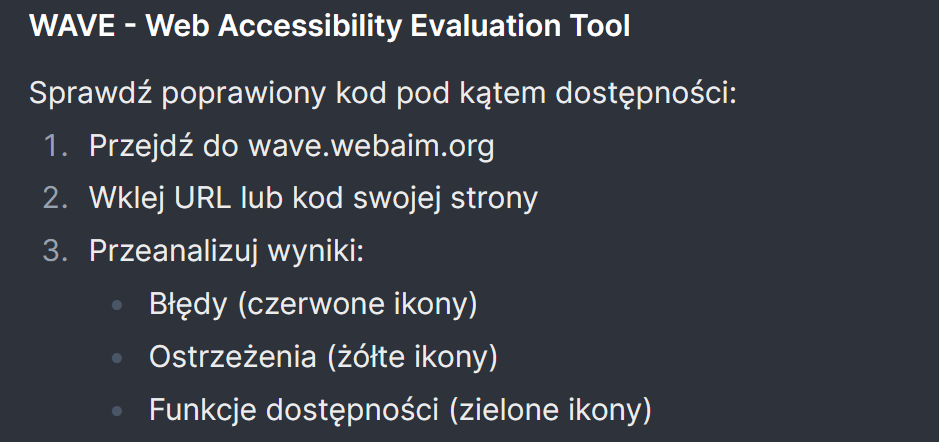 WAVE - Web Accessibility Evaluation Tool
Sprawdź poprawiony kod pod kątem dostępności:
1. Przejdź do wave.webaim.org
2. Wklej URL lub kod swojej strony
3. Przeanalizuj wyniki:
• Błędy (czerwone ikony)
• Ostrzeżenia (żółte ikony)
• Funkcje dostępności (zielone ikony)